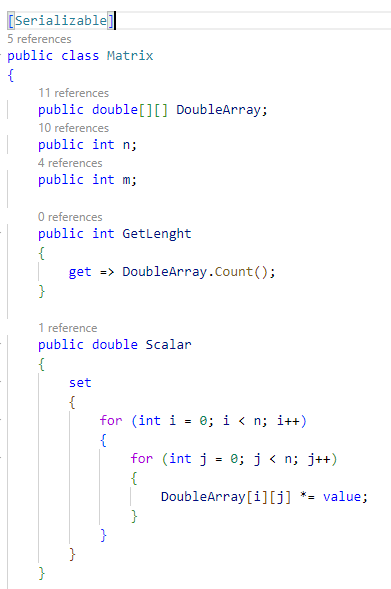 [Serializable]
5 references
public class Matrix
{
11 references
public double[][] DoubleArray;
10 references
public int n;
4 references
public int m;
0 references
public int GetLenght
{
get => DoubleArray.Count();
}
1 reference
public double Scalar
{
set
{
for (int i = 0; i < n; i++)
{
for (int j = 0; j < n; j++)
{
DoubleArray[i][j] *= value;
}
}
}
}